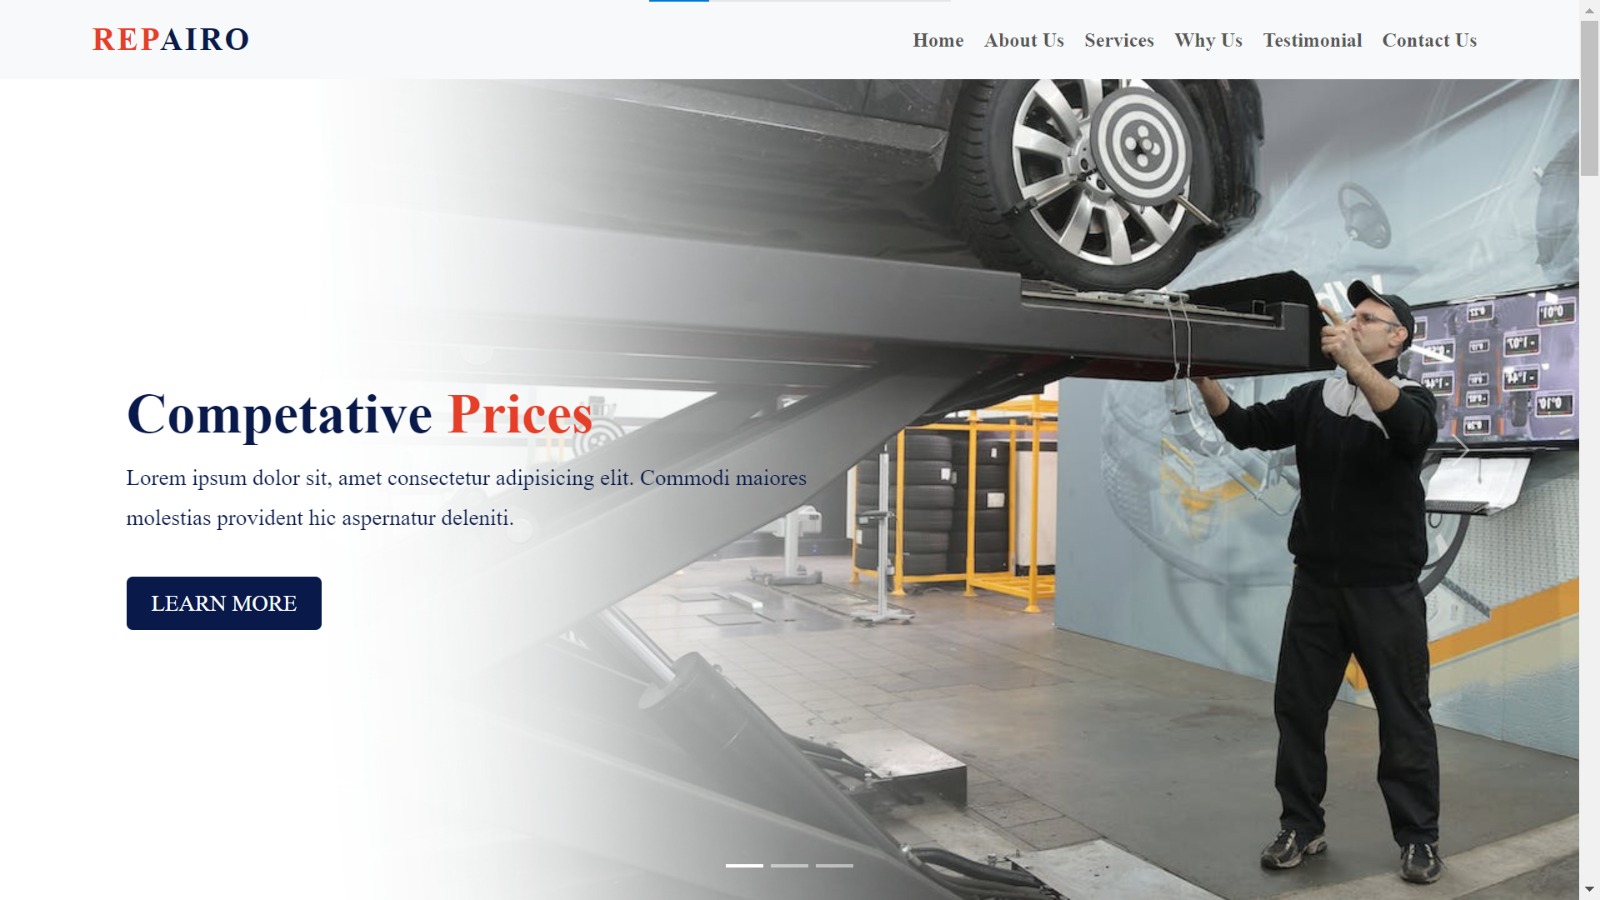 REPAIRO
Home About Us Services Why Us Testimonial Contact Us
Competative Prices
Lorem ipsum dolor sit, amet consectetur adipisicing elit. Commodi maiores
molestias provident hic aspernatur deleniti.
LEARN MORE